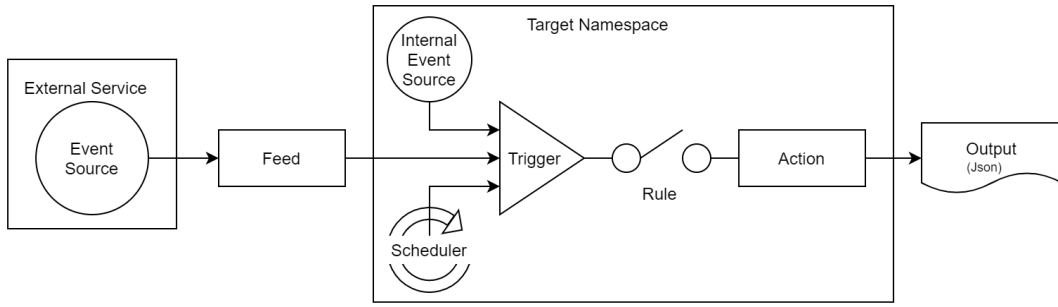 Target Namespace
Internal
Event
Source
External Service
Event
Source
Feed
Trigger
Rule
Action
Output
(Json)
Scheduler